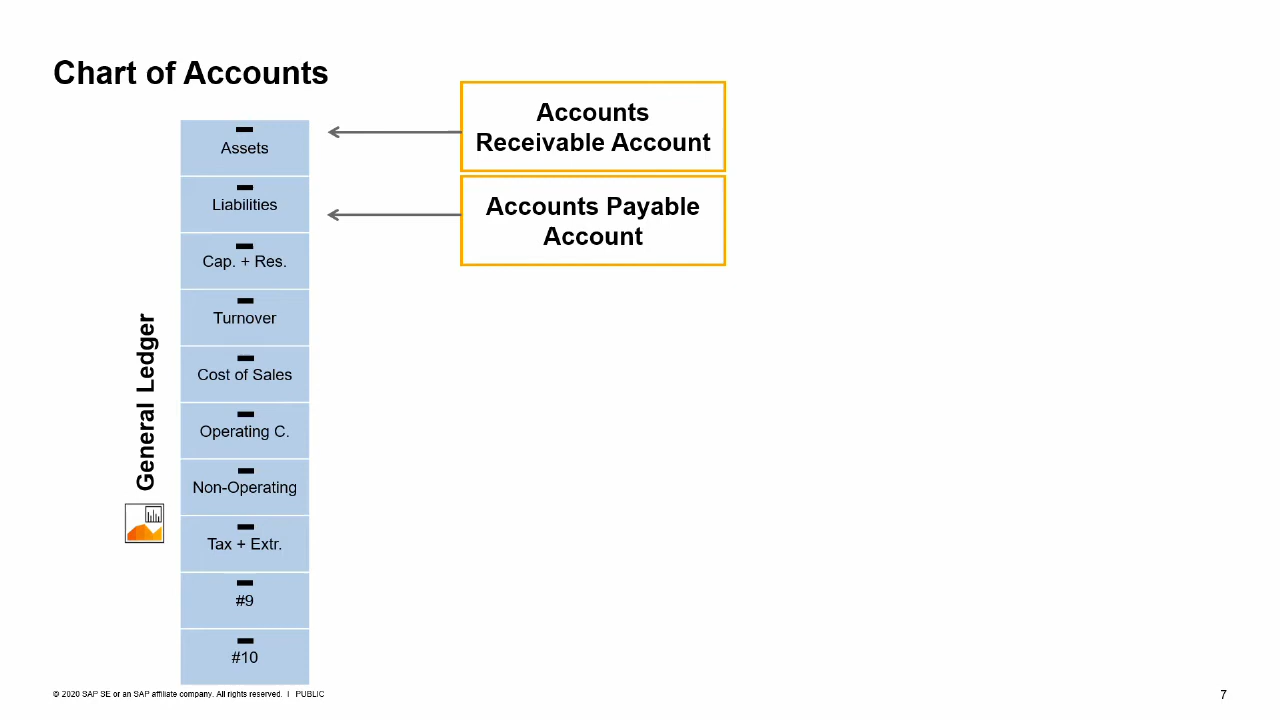 Chart of Accounts
Accounts
Receivable Account
Accounts Payable
Account
General Ledger
Assets
Liabilities
Cap. + Res.
Turnover
Cost of Sales
Operating C.
Non-Operating
Tax + Extr.
#9
#10
© 2020 SAP SE or an SAP affiliate company. All rights reserved. I PUBLIC
7